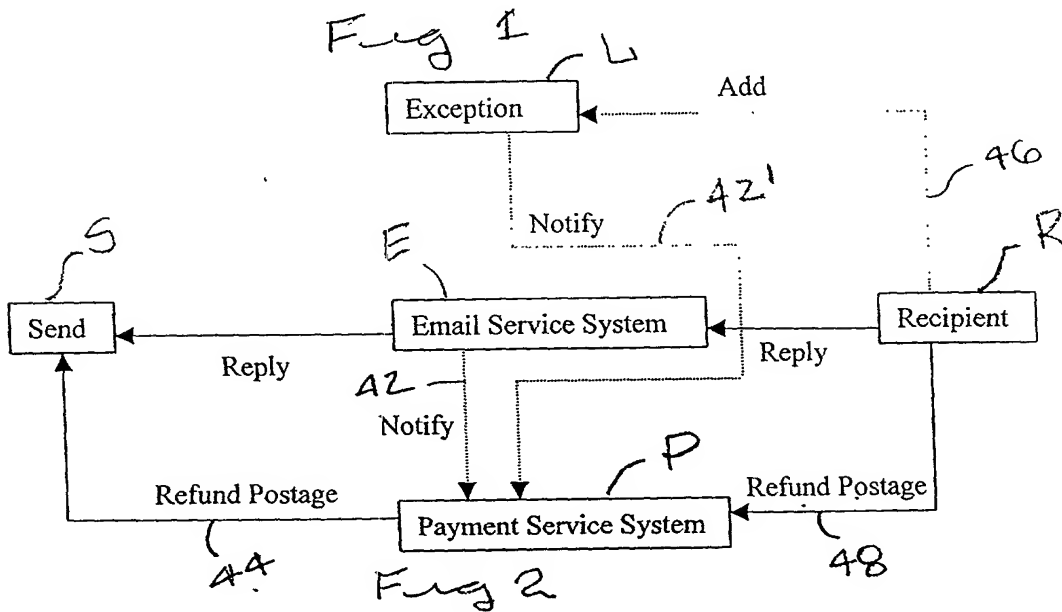 Fig 1
L
Exception
Add
46
42'
Notify
S
E
R
Send
Email Service System
Recipient
Reply
Reply
42
Notify
P
Refund Postage
Refund Postage
Payment Service System
44
48
Fig 2